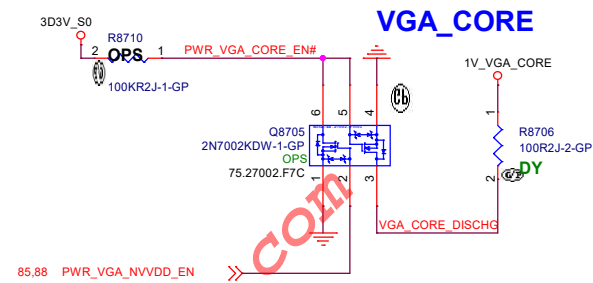 VGA_CORE
3D3V_S0
R8710
2 OPS 1
PWR_VGA_CORE_EN#
100KR2J-1-GP
1V_VGA_CORE
6 5 4
Q8705
2N7002KDW-1-GP
OPS
75.27002.F7C
1 2 3
1
R8706
100R2J-2-GP
2 DY
VGA_CORE_DISCHG
com
85,88 PWR_VGA_NVVDD_EN